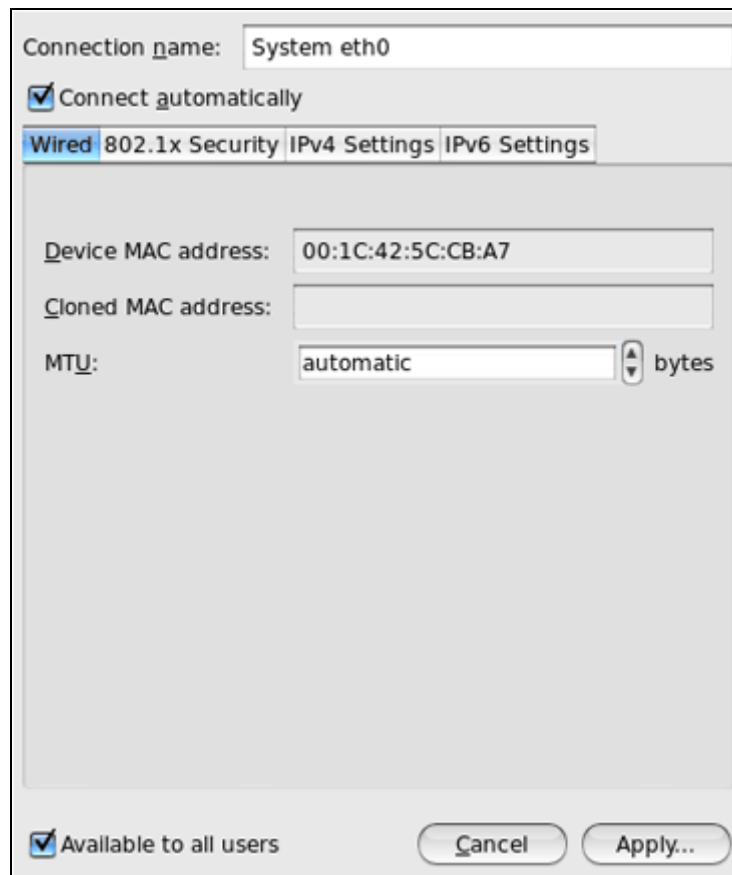 Connection name: System eth0
Connect automatically
Wired 802.1x Security IPv4 Settings IPv6 Settings
Device MAC address: 00:1C:42:5C:CB:A7
Cloned MAC address:
MTU: automatic bytes
Available to all users Cancel Apply...